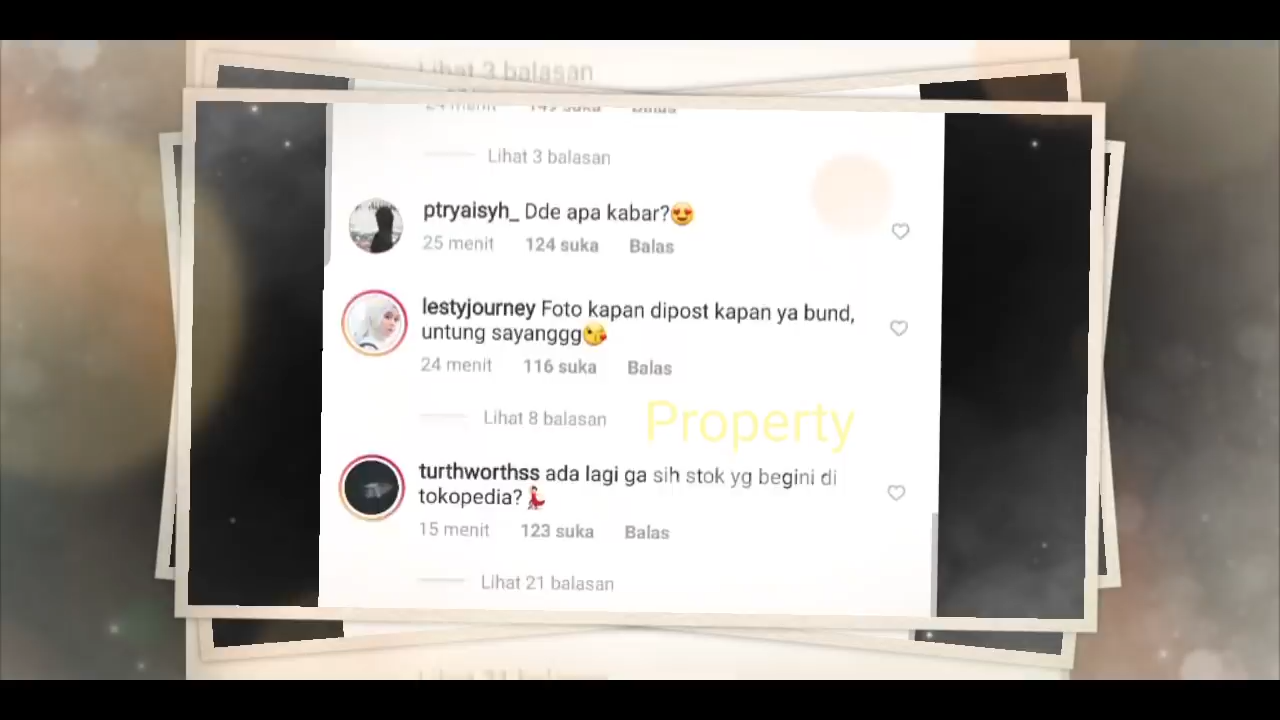 Lihat 3 balasan
24 menit 149 suka Balas
Lihat 3 balasan
ptryaisyh_ Dde apa kabar?😍
25 menit 124 suka Balas
lestyjourney Foto kapan dipost kapan ya bund,
untung sayanggg😘
24 menit 116 suka Balas
Lihat 8 balasan
Property
turthworthss ada lagi ga sih stok yg begini di
tokopedia?💃
15 menit 123 suka Balas
Lihat 21 balasan